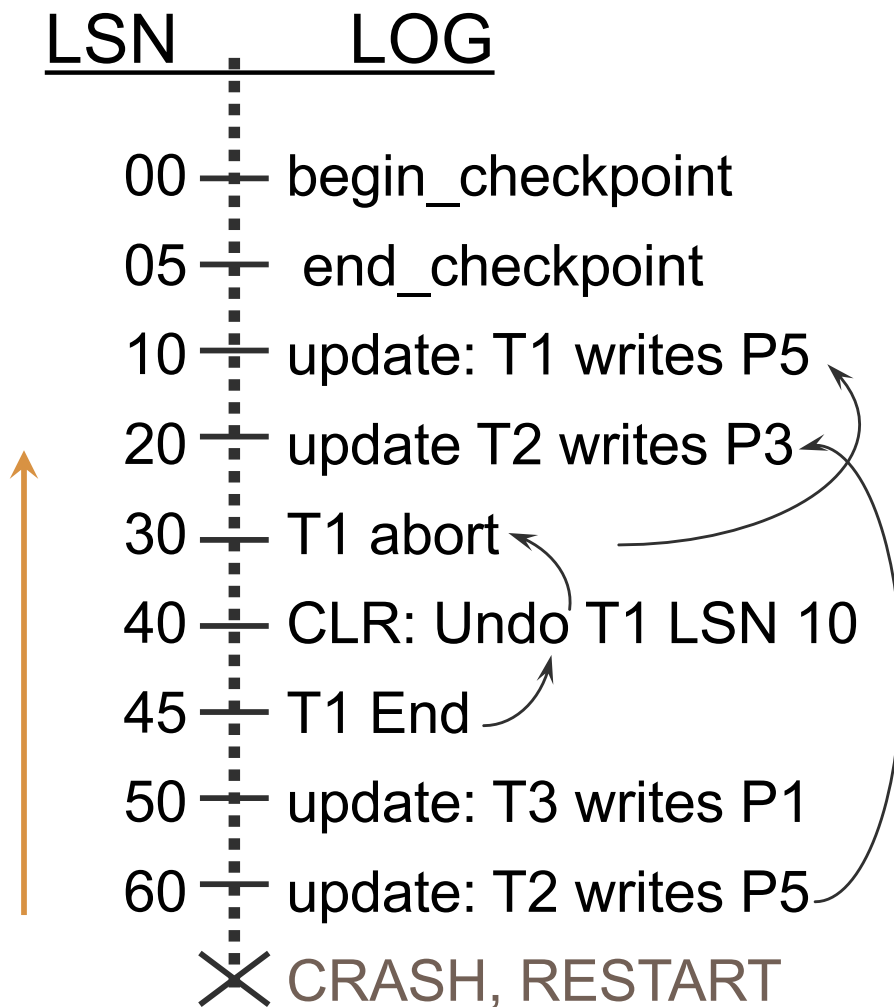 LSN LOG
00 begin_checkpoint
05 end_checkpoint
10 update: T1 writes P5
20 update T2 writes P3
30 T1 abort
40 CLR: Undo T1 LSN 10
45 T1 End
50 update: T3 writes P1
60 update: T2 writes P5
CRASH, RESTART